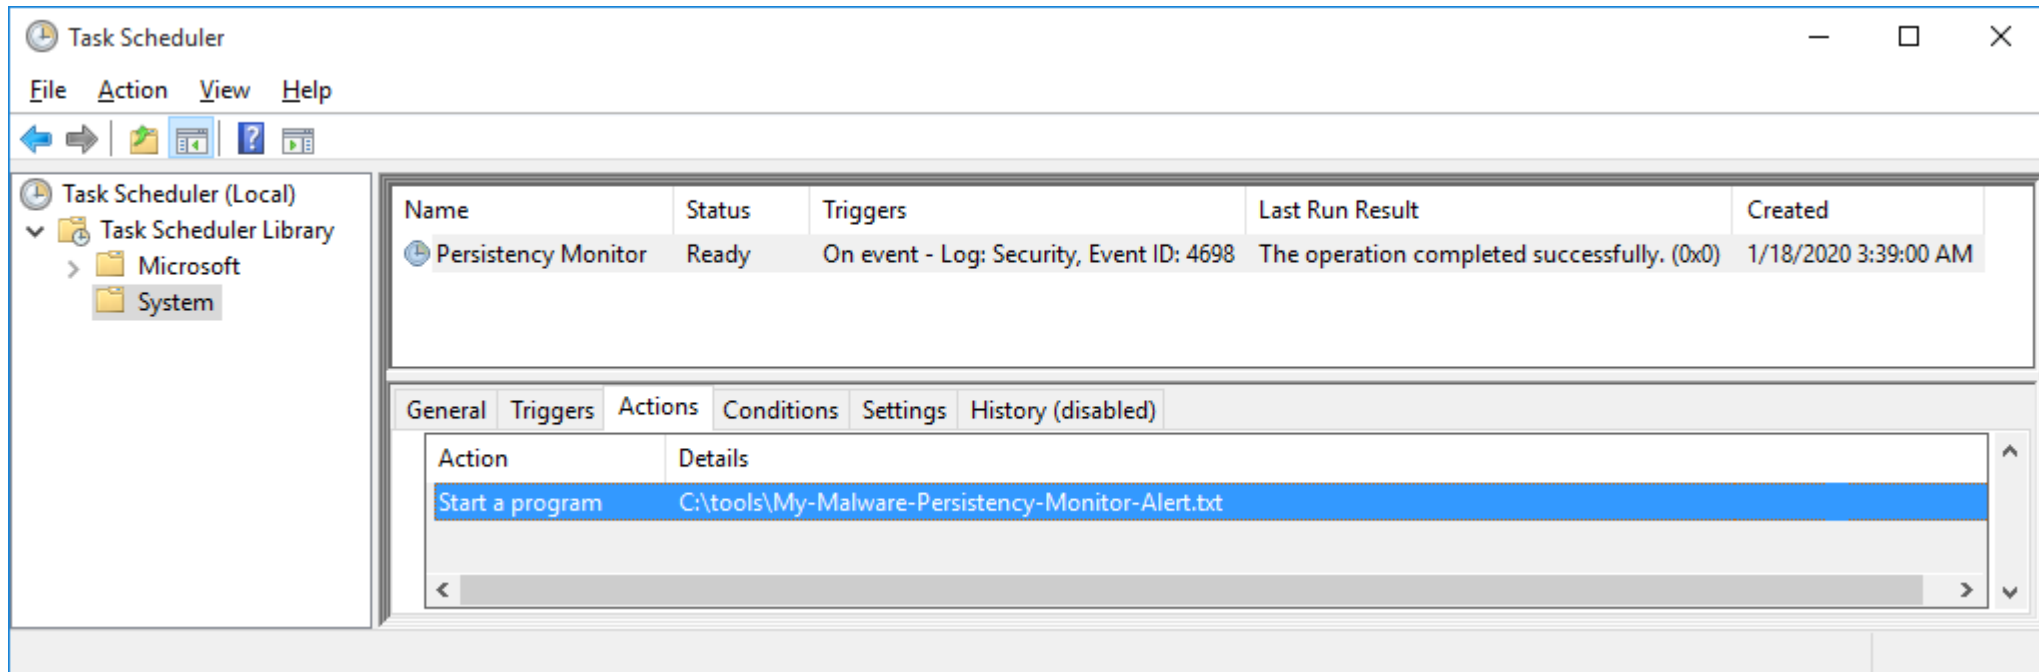 Task Scheduler
File Action View Help
Task Scheduler (Local)
Task Scheduler Library
Microsoft
System
Name Status Triggers Last Run Result Created
Persistency Monitor Ready On event - Log: Security, Event ID: 4698 The operation completed successfully. (0x0) 1/18/2020 3:39:00 AM
General Triggers Actions Conditions Settings History (disabled)
Action Details
Start a program C:\tools\My-Malware-Persistency-Monitor-Alert.txt